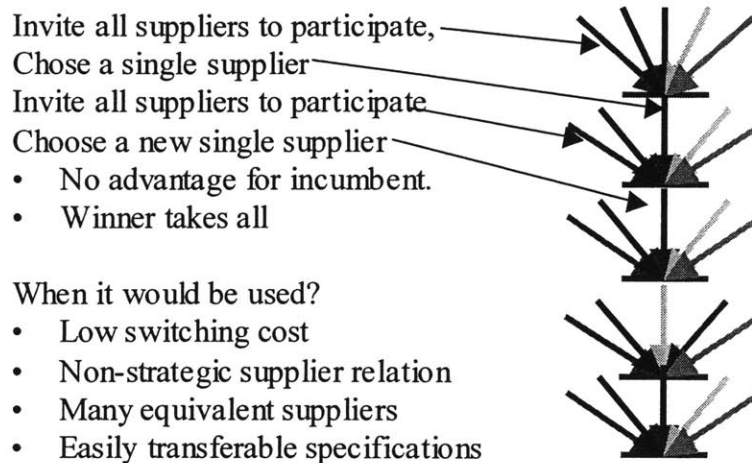 Invite all suppliers to participate,
Chose a single supplier
Invite all suppliers to participate
Choose a new single supplier
• No advantage for incumbent.
• Winner takes all
When it would be used?
• Low switching cost
• Non-strategic supplier relation
• Many equivalent suppliers
• Easily transferable specifications